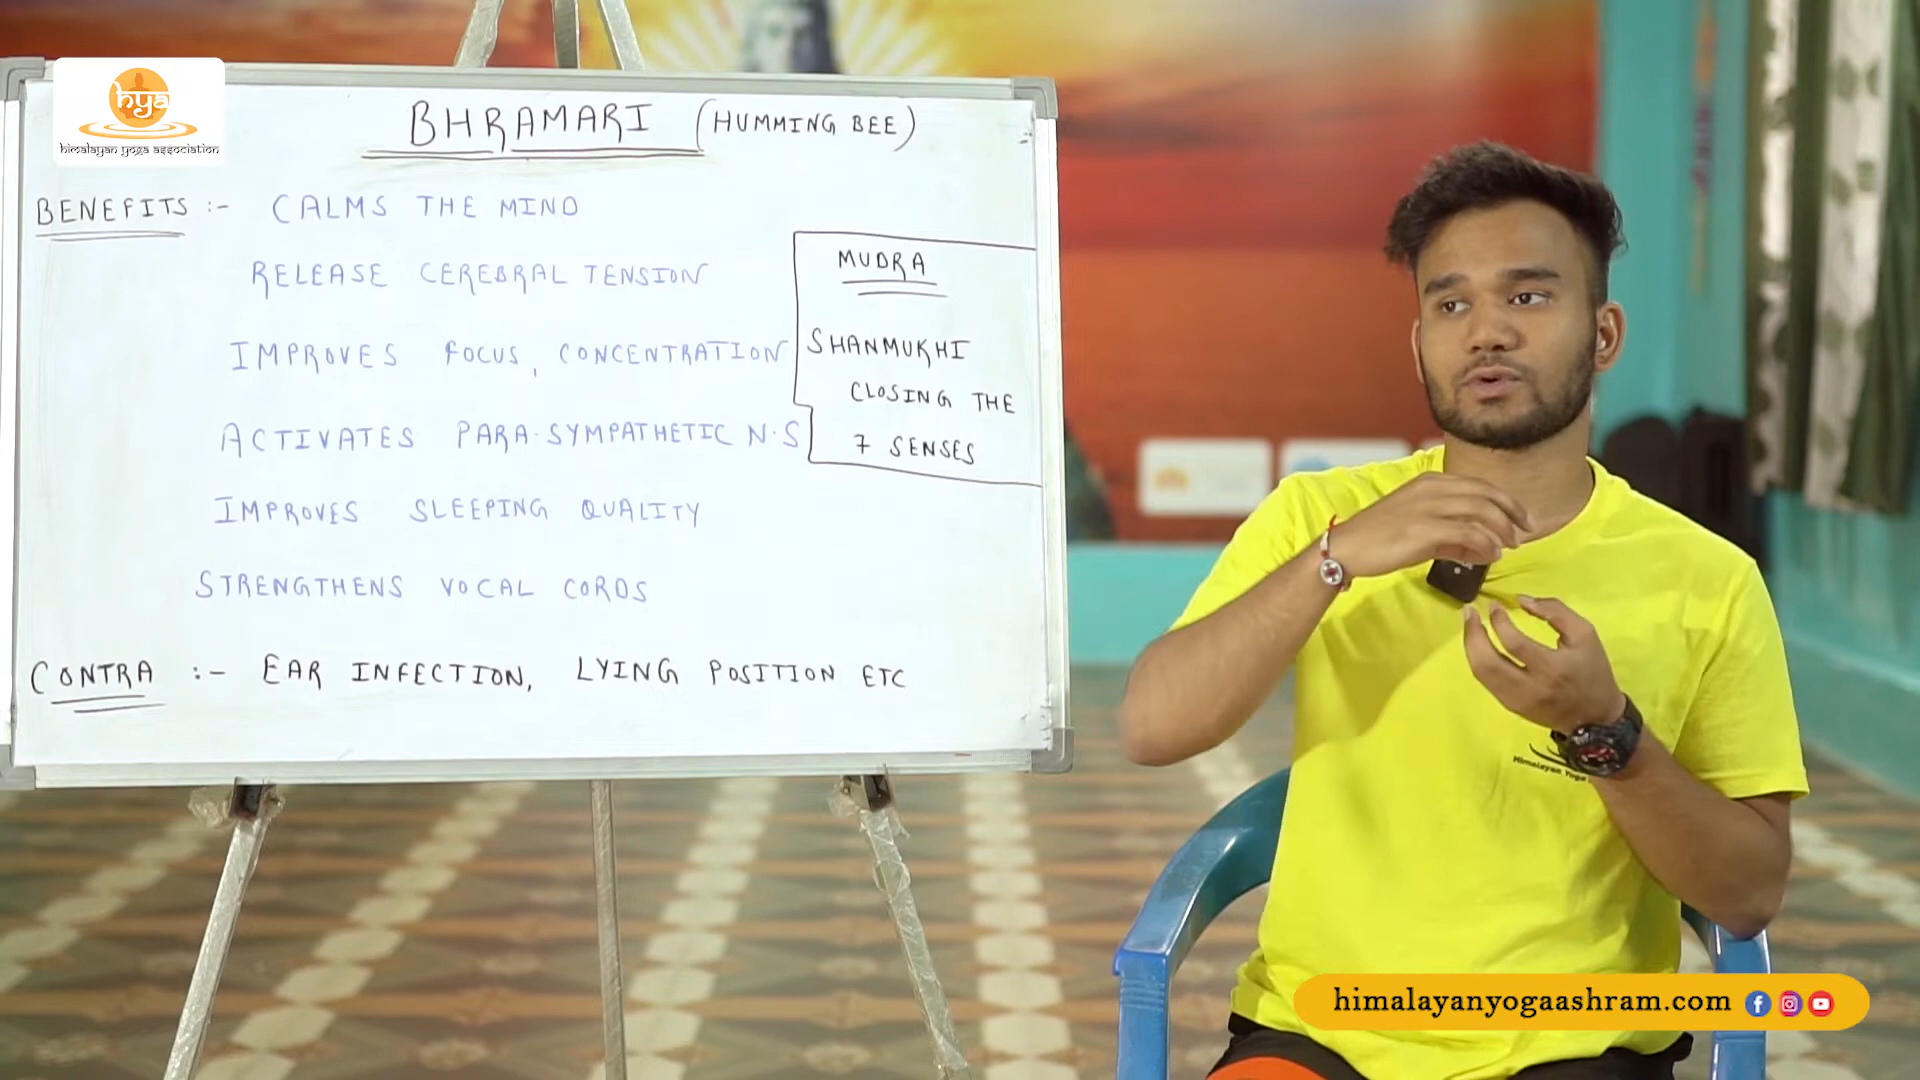 hya
himalayan yoga association
BHRAMARI (HUMMING BEE)
BENEFITS :- CALMS THE MIND
RELEASE CEREBRAL TENSION
IMPROVES FOCUS, CONCENTRATION
ACTIVATES PARA-SYMPATHETIC N.S
IMPROVES SLEEPING QUALITY
STRENGTHENS VOCAL CORDS
MUDRA
SHANMUKHI
CLOSING THE
7 SENSES
CONTRA :- EAR INFECTION, LYING POSITION ETC
Himalayan Yoga
himalayanyogaashram.com